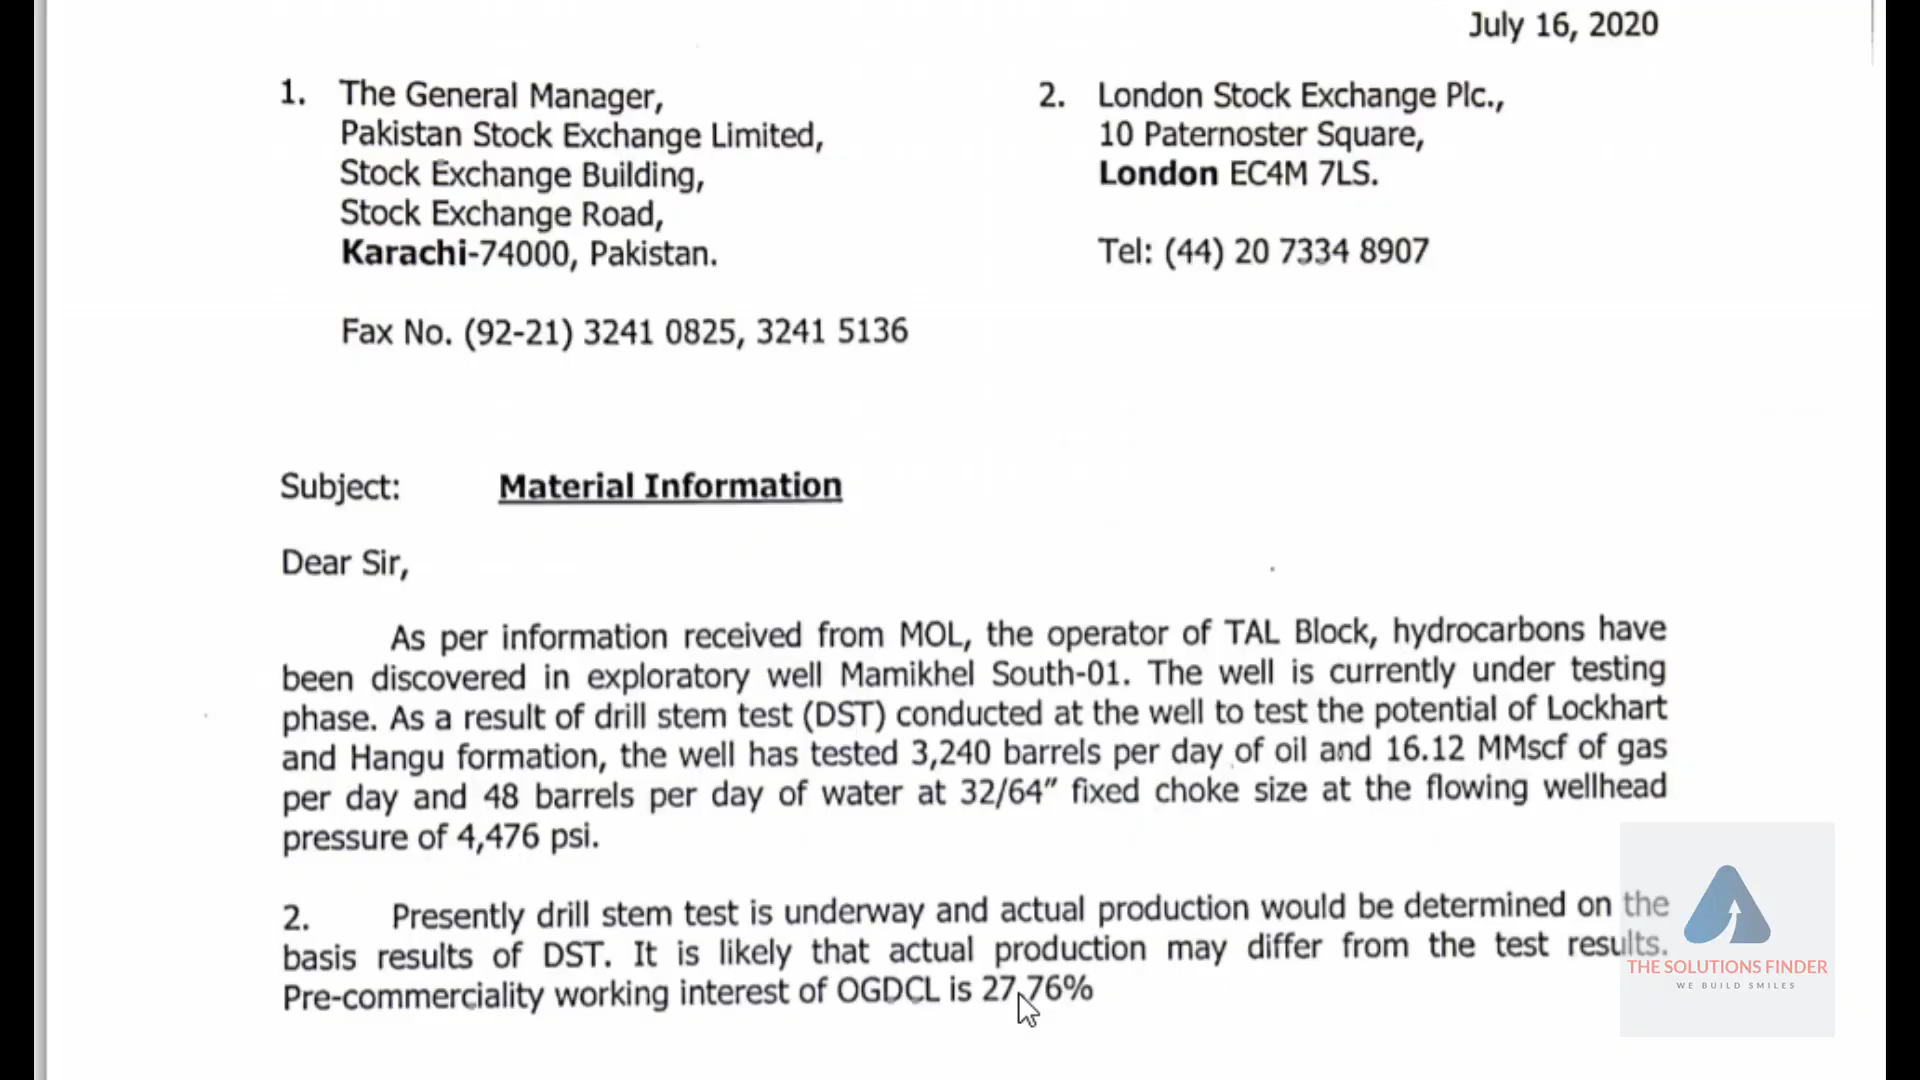 July 16, 2020
1. The General Manager,
Pakistan Stock Exchange Limited,
Stock Exchange Building,
Stock Exchange Road,
Karachi-74000, Pakistan.
Fax No. (92-21) 3241 0825, 3241 5136
2. London Stock Exchange Plc.,
10 Paternoster Square,
London EC4M 7LS.
Tel: (44) 20 7334 8907
Subject: Material Information
Dear Sir,
As per information received from MOL, the operator of TAL Block, hydrocarbons have
been discovered in exploratory well Mamikhel South-01. The well is currently under testing
phase. As a result of drill stem test (DST) conducted at the well to test the potential of Lockhart
and Hangu formation, the well has tested 3,240 barrels per day of oil and 16.12 MMscf of gas
per day and 48 barrels per day of water at 32/64” fixed choke size at the flowing wellhead
pressure of 4,476 psi.
2. Presently drill stem test is underway and actual production would be determined on the
basis results of DST. It is likely that actual production may differ from the test results.
Pre-commerciality working interest of OGDCL is 27.76%
THE SOLUTIONS FINDER
WE BUILD SMILES